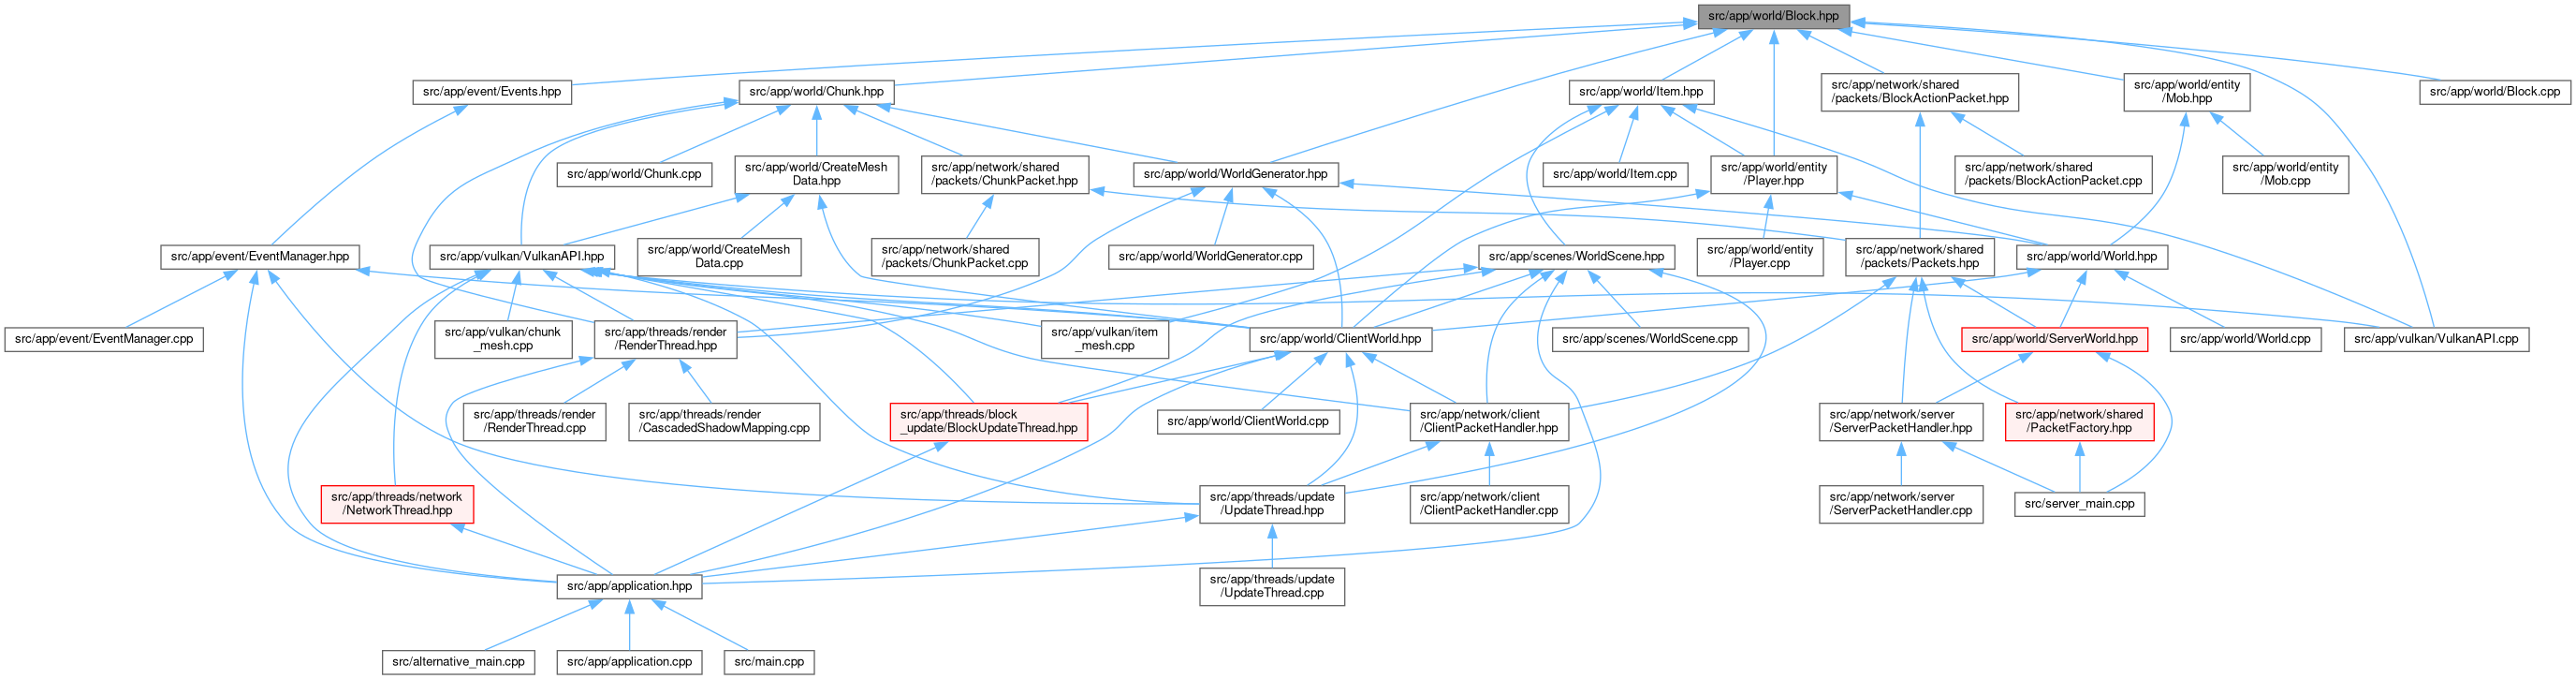 src/app/world/Block.hpp
src/app/event/Events.hpp
src/app/world/Chunk.hpp
src/app/world/Item.hpp
src/app/network/shared
/packets/BlockActionPacket.hpp
src/app/world/entity
/Mob.hpp
src/app/world/Block.cpp
src/app/world/Chunk.cpp
src/app/world/CreateMesh
Data.hpp
src/app/network/shared
/packets/ChunkPacket.hpp
src/app/world/WorldGenerator.hpp
src/app/world/Item.cpp
src/app/world/entity
/Player.hpp
src/app/network/shared
/packets/BlockActionPacket.cpp
src/app/world/entity
/Mob.cpp
src/app/event/EventManager.hpp
src/app/vulkan/VulkanAPI.hpp
src/app/world/CreateMesh
Data.cpp
src/app/network/shared
/packets/ChunkPacket.cpp
src/app/world/WorldGenerator.cpp
src/app/scenes/WorldScene.hpp
src/app/world/entity
/Player.cpp
src/app/network/shared
/packets/Packets.hpp
src/app/world/World.hpp
src/app/event/EventManager.cpp
src/app/vulkan/chunk
_mesh.cpp
src/app/threads/render
/RenderThread.hpp
src/app/vulkan/item
_mesh.cpp
src/app/world/ClientWorld.hpp
src/app/scenes/WorldScene.cpp
src/app/world/ServerWorld.hpp
src/app/world/World.cpp
src/app/vulkan/VulkanAPI.cpp
src/app/threads/render
/RenderThread.cpp
src/app/threads/render
/CascadedShadowMapping.cpp
src/app/threads/block
_update/BlockUpdateThread.hpp
src/app/world/ClientWorld.cpp
src/app/network/client
/ClientPacketHandler.hpp
src/app/network/server
/ServerPacketHandler.hpp
src/app/network/shared
/PacketFactory.hpp
src/app/threads/network
/NetworkThread.hpp
src/app/threads/update
/UpdateThread.hpp
src/app/network/client
/ClientPacketHandler.cpp
src/app/network/server
/ServerPacketHandler.cpp
src/server_main.cpp
src/app/application.hpp
src/app/threads/update
/UpdateThread.cpp
src/alternative_main.cpp
src/app/application.cpp
src/main.cpp